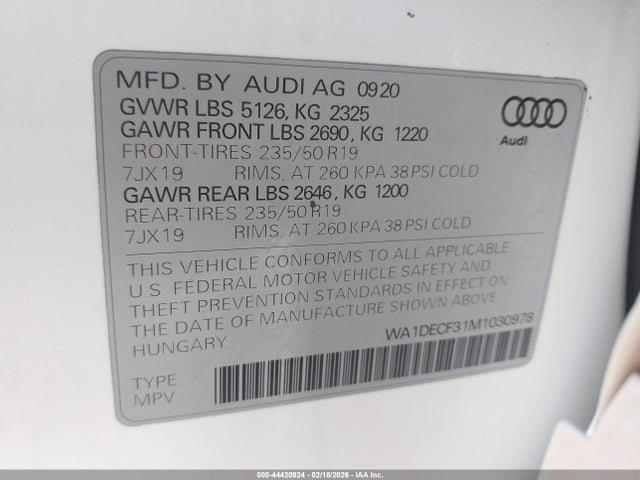 MFD. BY AUDI AG 0920
GVWR LBS 5126, KG 2325
GAWR FRONT LBS 2690, KG 1220
FRONT-TIRES 235/50 R19
7JX19 RIMS, AT 260 KPA 38 PSI COLD
GAWR REAR LBS 2646, KG 1200
REAR-TIRES 235/50 R19
7JX19 RIMS, AT 260 KPA 38 PSI COLD
Audi
THIS VEHICLE CONFORMS TO ALL APPLICABLE
U.S. FEDERAL MOTOR VEHICLE SAFETY AND
THEFT PREVENTION STANDARDS IN EFFECT ON
THE DATE OF MANUFACTURE SHOWN ABOVE.
HUNGARY
WA1DECF31M1030978
TYPE:
MPV
000-44420924 - 02/18/2026 - IAA Inc.